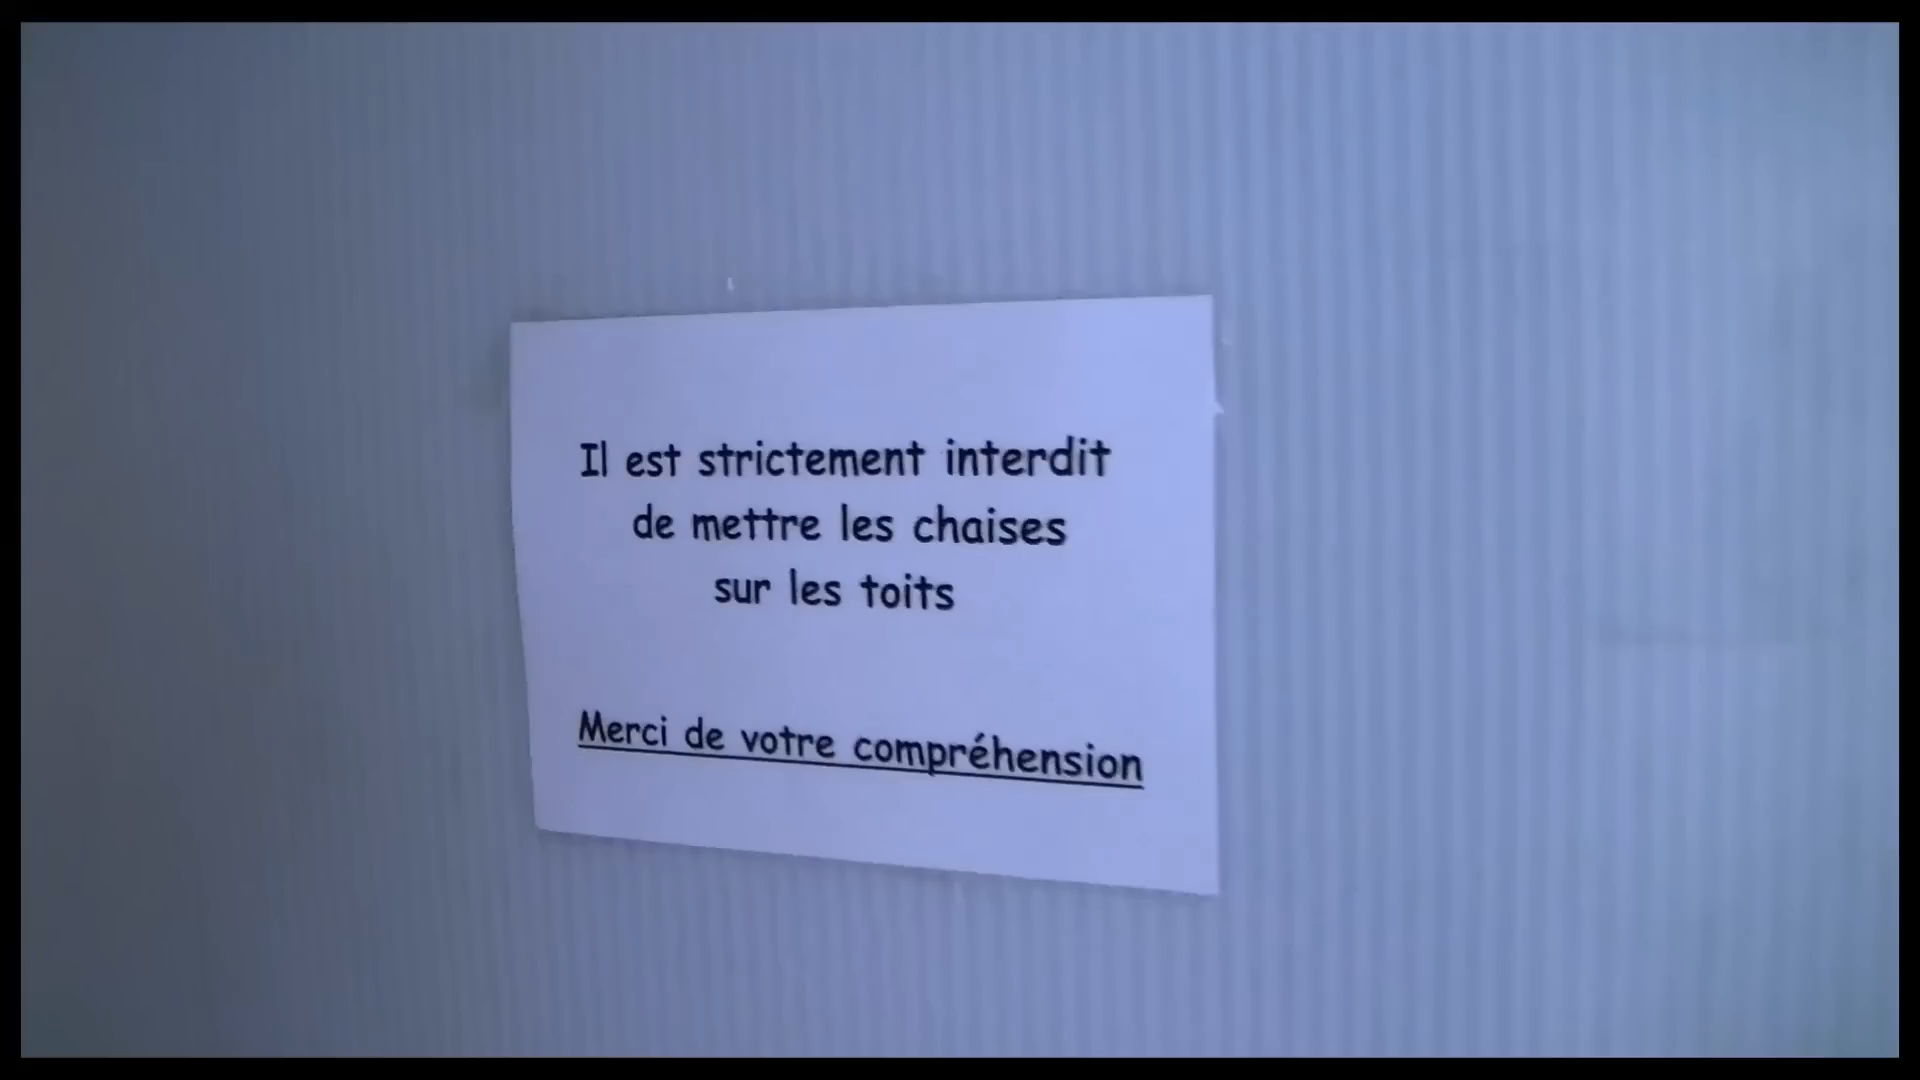 Il est strictement interdit
de mettre les chaises
sur les toits
Merci de votre compréhension